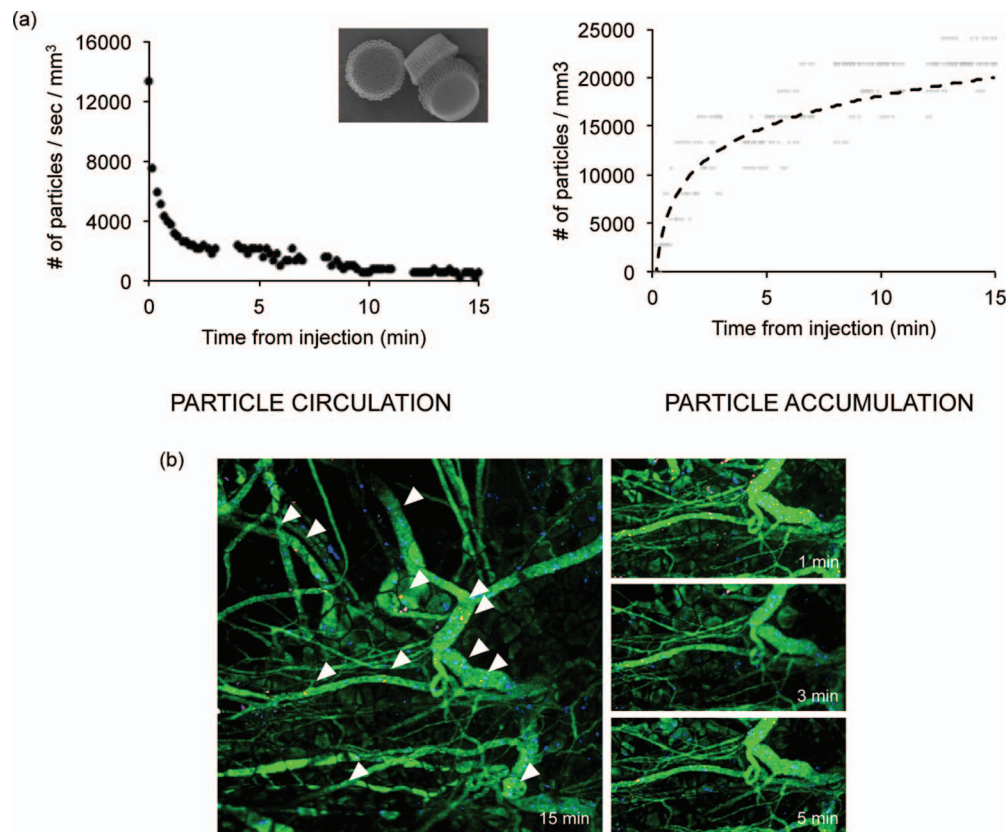 (a)
16000
12000
8000
4000
0
# of particles / sec / mm³
0 5 10 15
Time from injection (min)
25000
20000
15000
10000
5000
0
# of particles / mm3
0 5 10 15
Time from injection (min)
PARTICLE CIRCULATION
PARTICLE ACCUMULATION
(b)
15 min
1 min
3 min
5 min